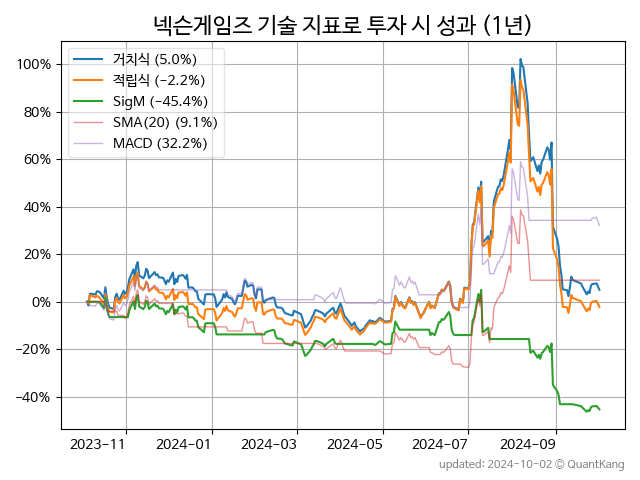 넥슨게임즈 기술 지표로 투자 시 성과 (1년)
거치식 (5.0%)
적립식 (−2.2%)
SigM (−45.4%)
SMA(20) (9.1%)
MACD (32.2%)
100%
80%
60%
40%
20%
0%
−20%
−40%
2023−11 2024−01 2024−03 2024−05 2024−07 2024−09
updated: 2024−10−02 © QuantKang